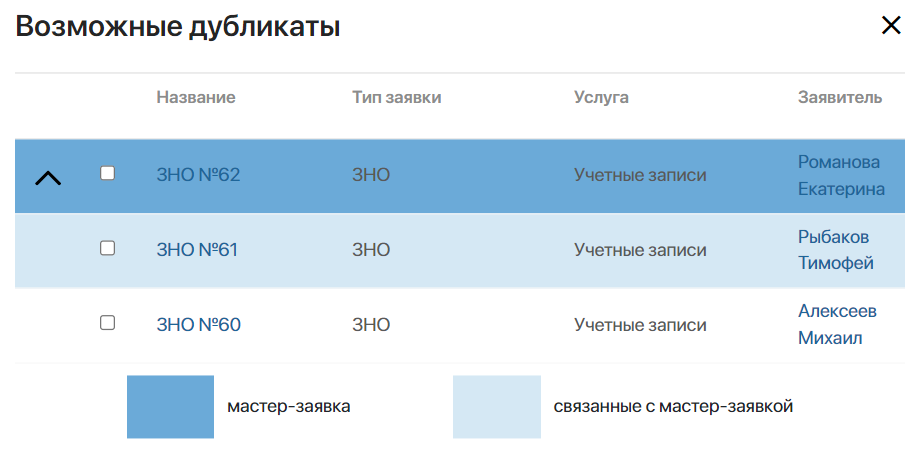 Возможные дубликаты
Название Тип заявки Услуга Заявитель
ЗНО №62 ЗНО Учетные записи Романова
Екатерина
ЗНО №61 ЗНО Учетные записи Рыбаков
Тимофей
ЗНО №60 ЗНО Учетные записи Алексеев
Михаил
мастер-заявка связанные с мастер-заявкой